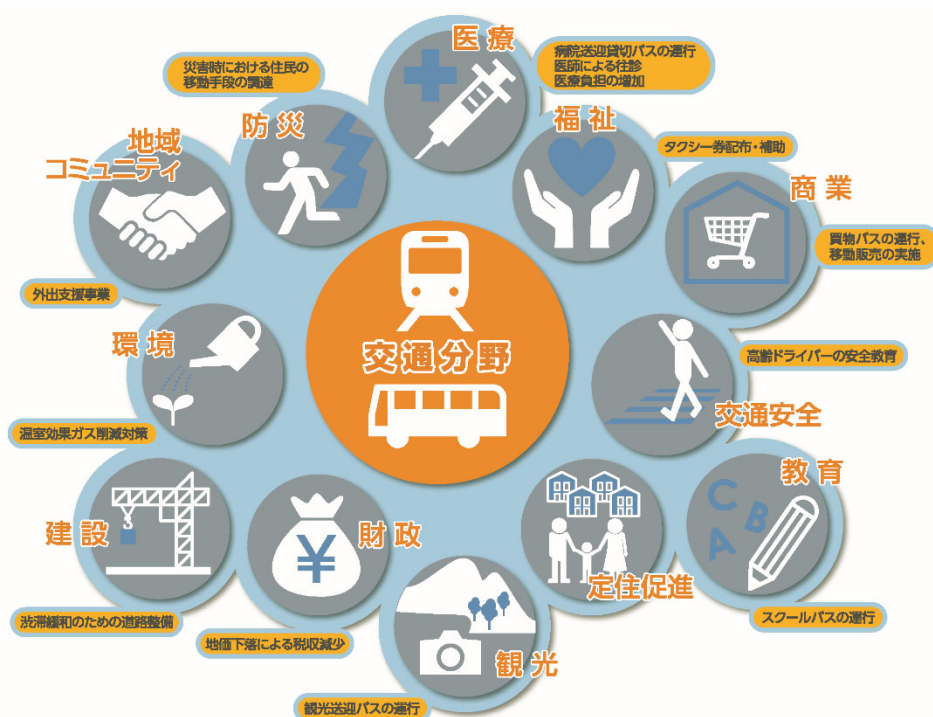 医療
病院送迎貸切バスの運行
医師による往診
医療負担の増加
災害時における住民の
移動手段の調達
防災
福祉
タクシー券配布・補助
地域
コミュニティ
商業
買物バスの運行、
移動販売の実施
外出支援事業
環境
交通分野
高齢ドライバーの安全教育
交通安全
温室効果ガス削減対策
教育
C
B
A
建設
財政
¥
定住促進
スクールバスの運行
渋滞緩和のための道路整備
地価下落による税収減少
観光
観光送迎バスの運行